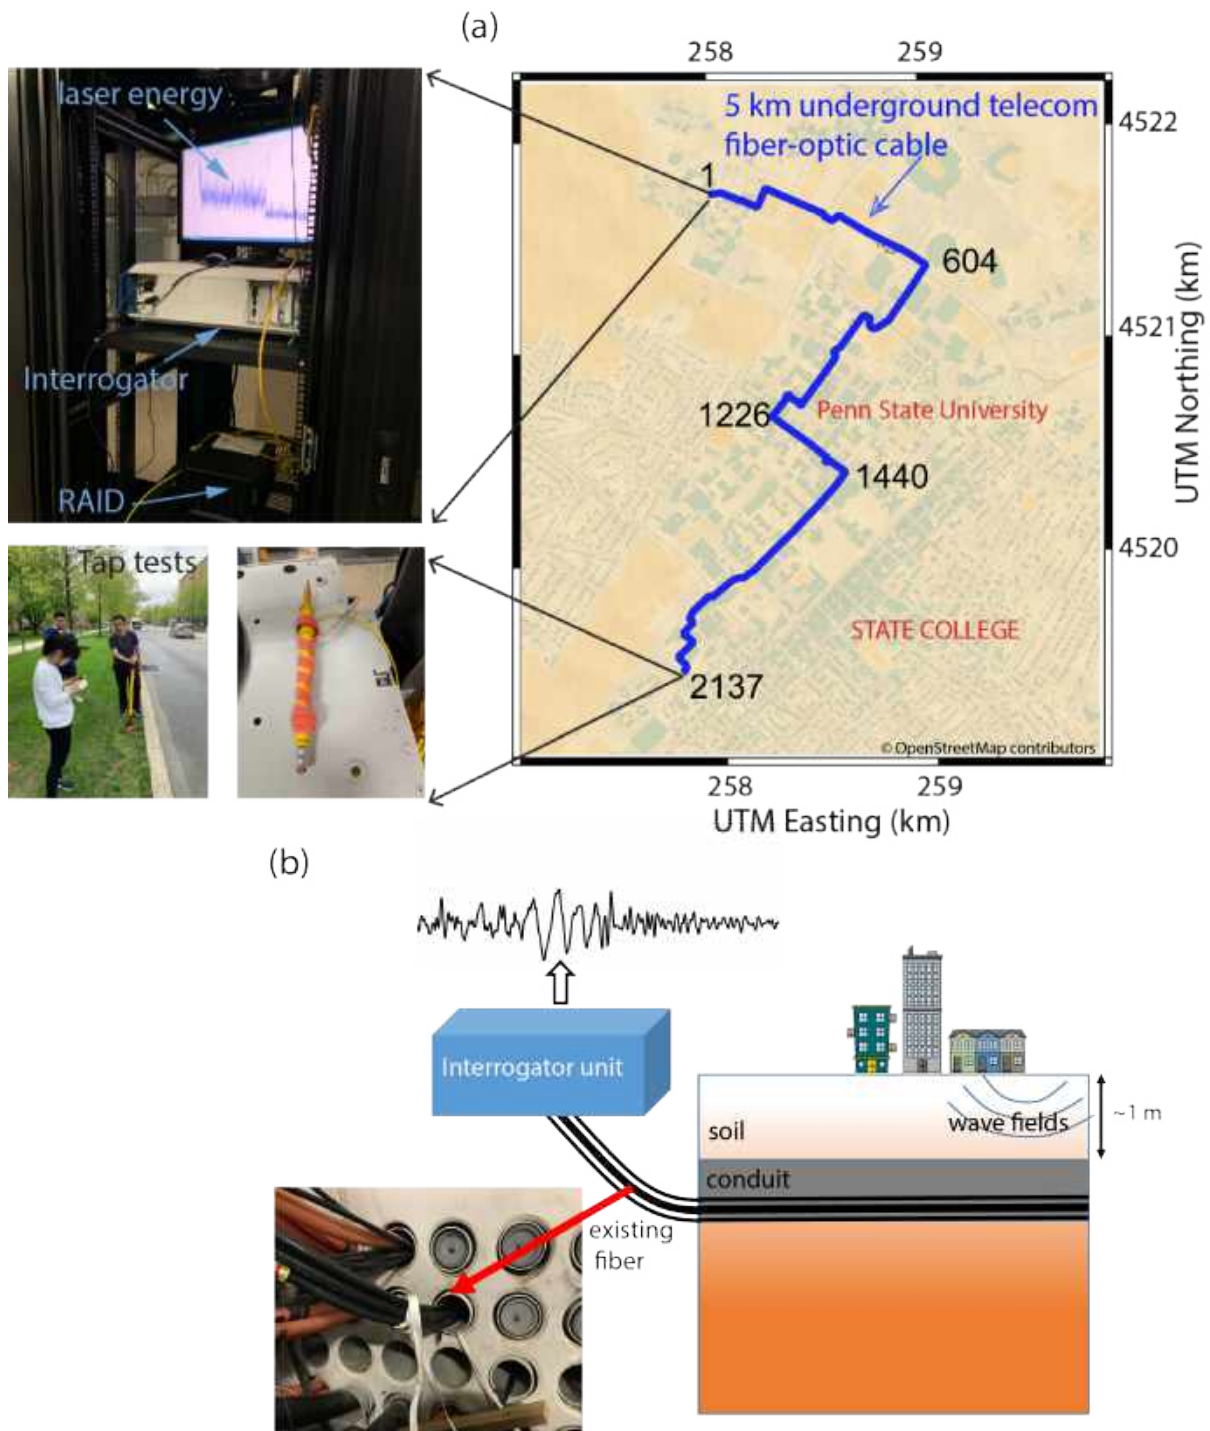 (a)
258
259
laser energy
5 km underground telecom
fiber-optic cable
4522
1
604
UTM Northing (km)
4521
Interrogator
1226
Penn State University
1440
RAID
4520
Tap tests
STATE COLLEGE
2137
© OpenStreetMap contributors
258
259
UTM Easting (km)
(b)
Interrogator unit
wave fields
~1 m
soil
conduit
existing
fiber